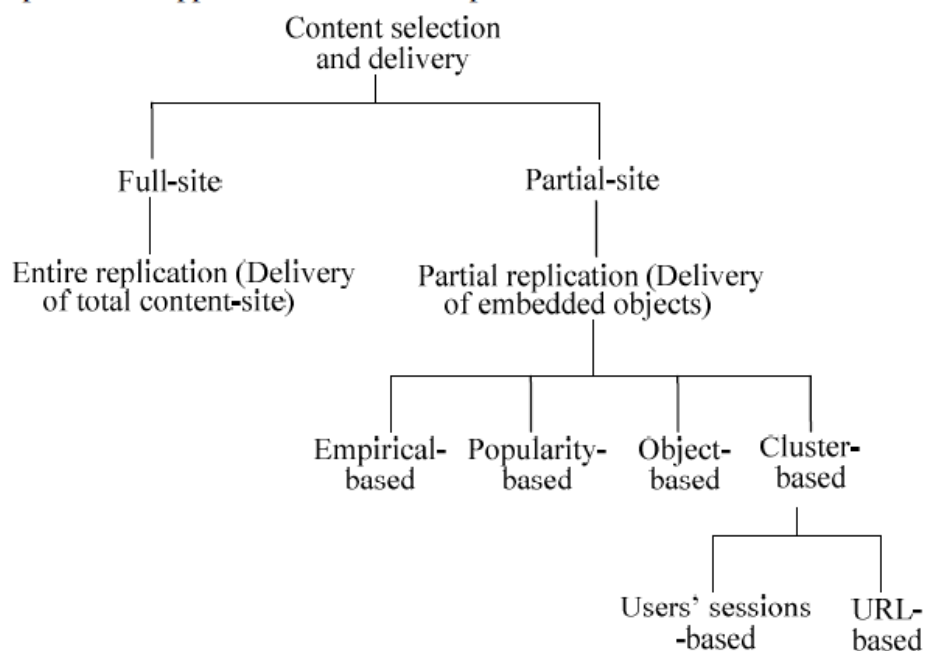 Content selection
and delivery
Full-site
Partial-site
Entire replication (Delivery
of total content-site)
Partial replication (Delivery
of embedded objects)
Empirical-
based
Popularity-
based
Object-
based
Cluster-
based
Users' sessions
-based
URL-
based